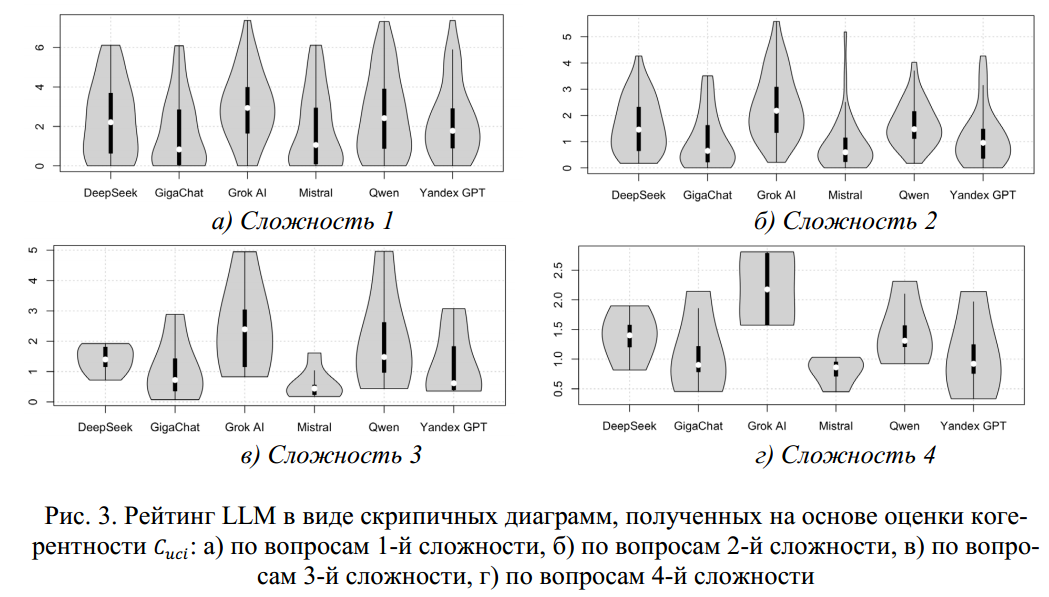 6
4
2
0
DeepSeek GigaChat Grok AI Mistral Qwen Yandex GPT
а) Сложность 1
5
4
3
2
1
0
DeepSeek GigaChat Grok AI Mistral Qwen Yandex GPT
б) Сложность 2
5
4
3
2
1
0
DeepSeek GigaChat Grok AI Mistral Qwen Yandex GPT
в) Сложность 3
2.5
2.0
1.5
1.0
0.5
DeepSeek GigaChat Grok AI Mistral Qwen Yandex GPT
г) Сложность 4
Рис. 3. Рейтинг LLM в виде скрипичных диаграмм, полученных на основе оценки коге-
рентности C_uci: а) по вопросам 1-й сложности, б) по вопросам 2-й сложности, в) по вопро-
сам 3-й сложности, г) по вопросам 4-й сложности